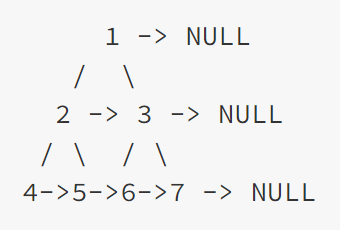 1 -> NULL
/ \
2 -> 3 -> NULL
/ \ / \
4->5->6->7 -> NULL